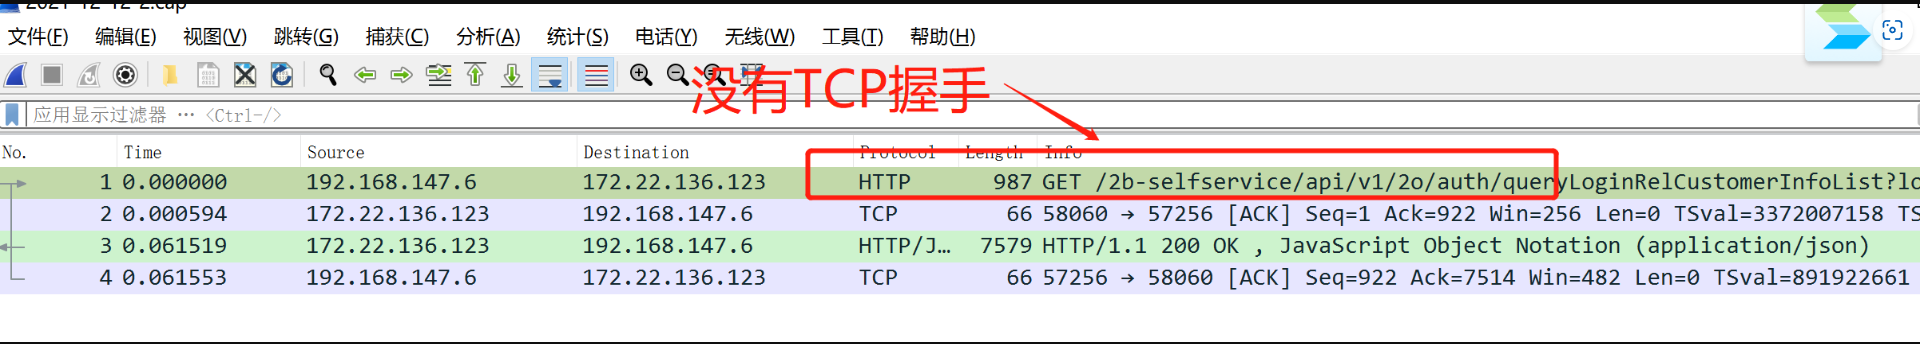 2021-12-12-2.cap
文件(F) 编辑(E) 视图(V) 跳转(G) 捕获(C) 分析(A) 统计(S) 电话(Y) 无线(W) 工具(T) 帮助(H)
没有TCP握手
应用显示过滤器 … <Ctrl-/>
No. Time Source Destination Protocol Length Info
1 0.000000 192.168.147.6 172.22.136.123 HTTP 987 GET /2b-selfservice/api/v1/2o/auth/queryLoginRelCustomerInfoList?lo
2 0.000594 172.22.136.123 192.168.147.6 TCP 66 58060 → 57256 [ACK] Seq=1 Ack=922 Win=256 Len=0 TSval=3372007158 TS
3 0.061519 172.22.136.123 192.168.147.6 HTTP/J… 7579 HTTP/1.1 200 OK , JavaScript Object Notation (application/json)
4 0.061553 192.168.147.6 172.22.136.123 TCP 66 57256 → 58060 [ACK] Seq=922 Ack=7514 Win=482 Len=0 TSval=891922661